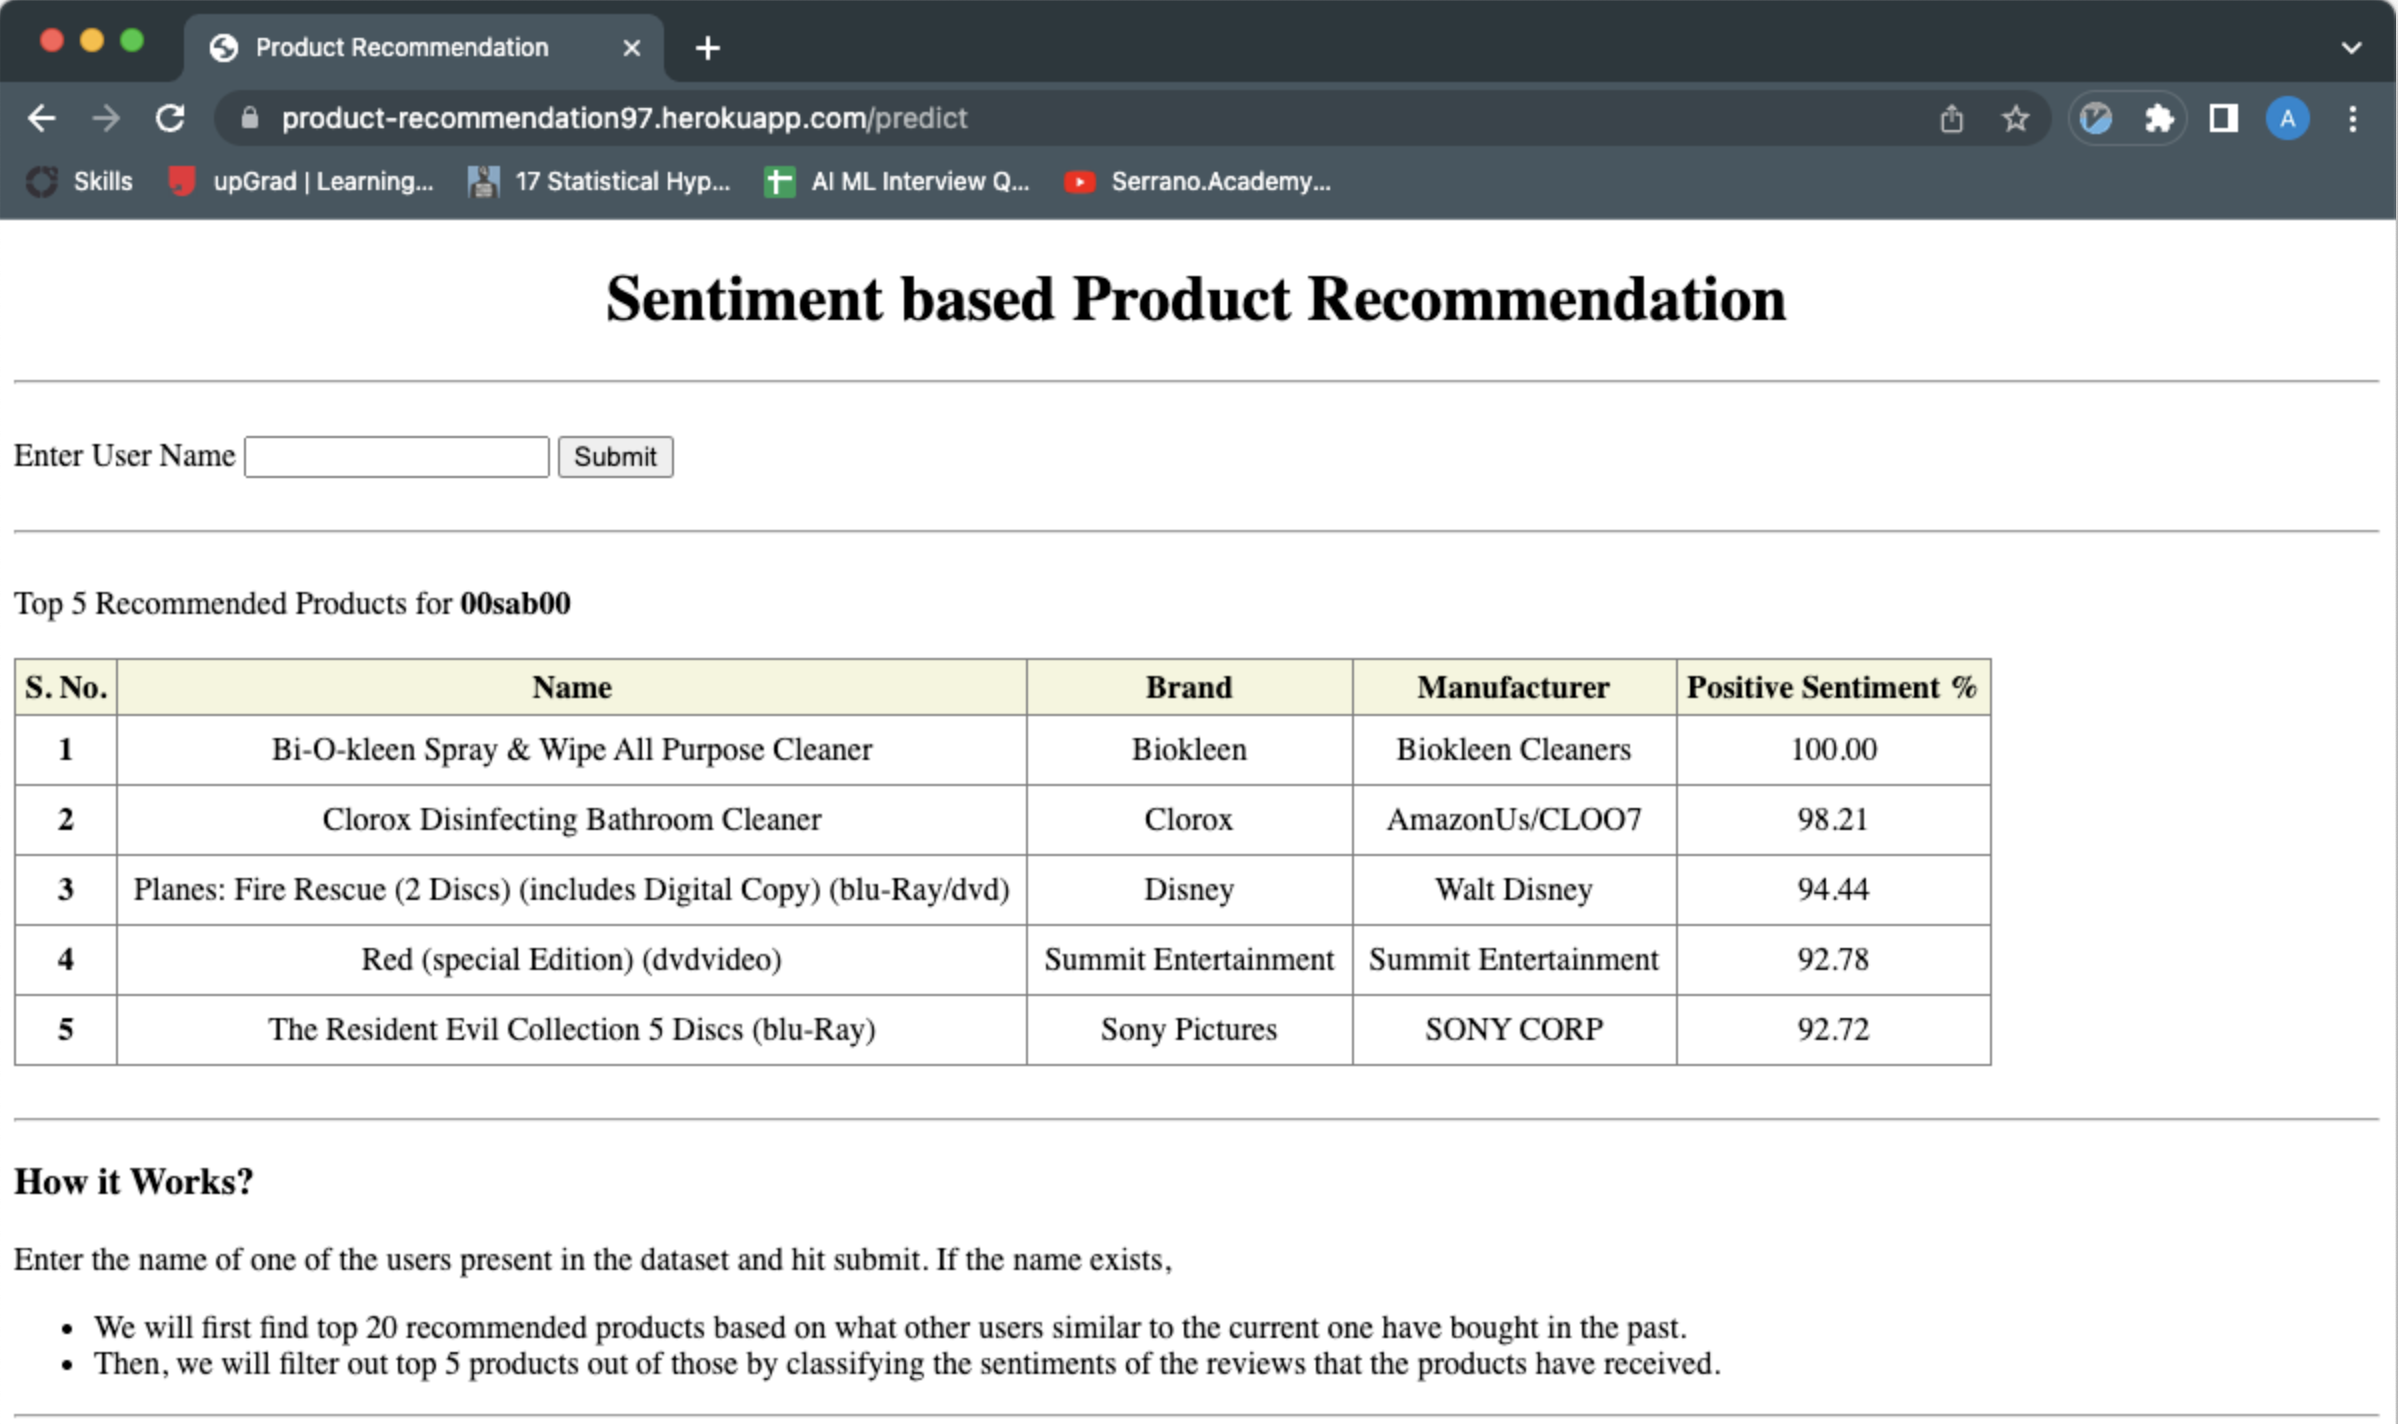 Product Recommendation
product-recommendation97.herokuapp.com/predict
A
Skills upGrad | Learning... 17 Statistical Hyp... AI ML Interview Q... Serrano.Academy...
Sentiment based Product Recommendation
Enter User Name Submit
Top 5 Recommended Products for 00sab00
S. No. Name Brand Manufacturer Positive Sentiment %
1 Bi-O-kleen Spray & Wipe All Purpose Cleaner Biokleen Biokleen Cleaners 100.00
2 Clorox Disinfecting Bathroom Cleaner Clorox AmazonUs/CLOO7 98.21
3 Planes: Fire Rescue (2 Discs) (includes Digital Copy) (blu-Ray/dvd) Disney Walt Disney 94.44
4 Red (special Edition) (dvdvideo) Summit Entertainment Summit Entertainment 92.78
5 The Resident Evil Collection 5 Discs (blu-Ray) Sony Pictures SONY CORP 92.72
How it Works?
Enter the name of one of the users present in the dataset and hit submit. If the name exists,
• We will first find top 20 recommended products based on what other users similar to the current one have bought in the past.
• Then, we will filter out top 5 products out of those by classifying the sentiments of the reviews that the products have received.